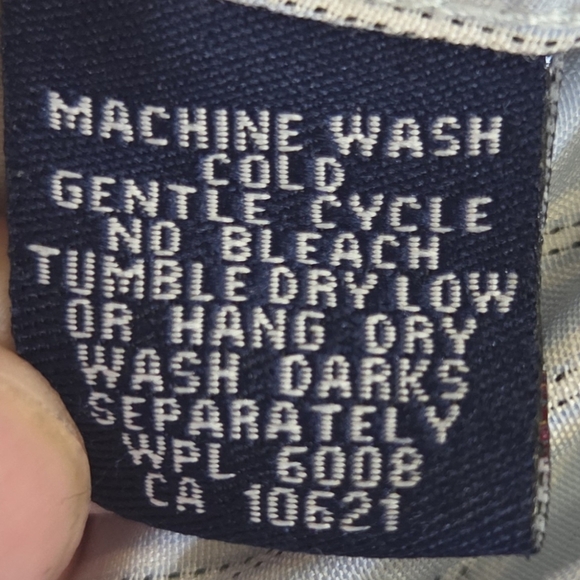 MACHINE WASH
COLD
GENTLE CYCLE
NO BLEACH
TUMBLE DRY LOW
OR HANG DRY
WASH DARKS
SEPARATELY
WPL 6008
CA 10621